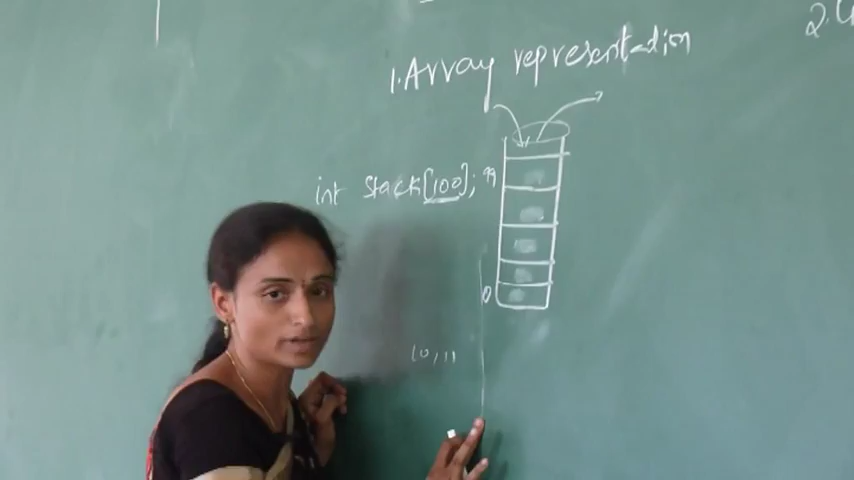 1. Array representation
int stack[100];
99
0
10, 11